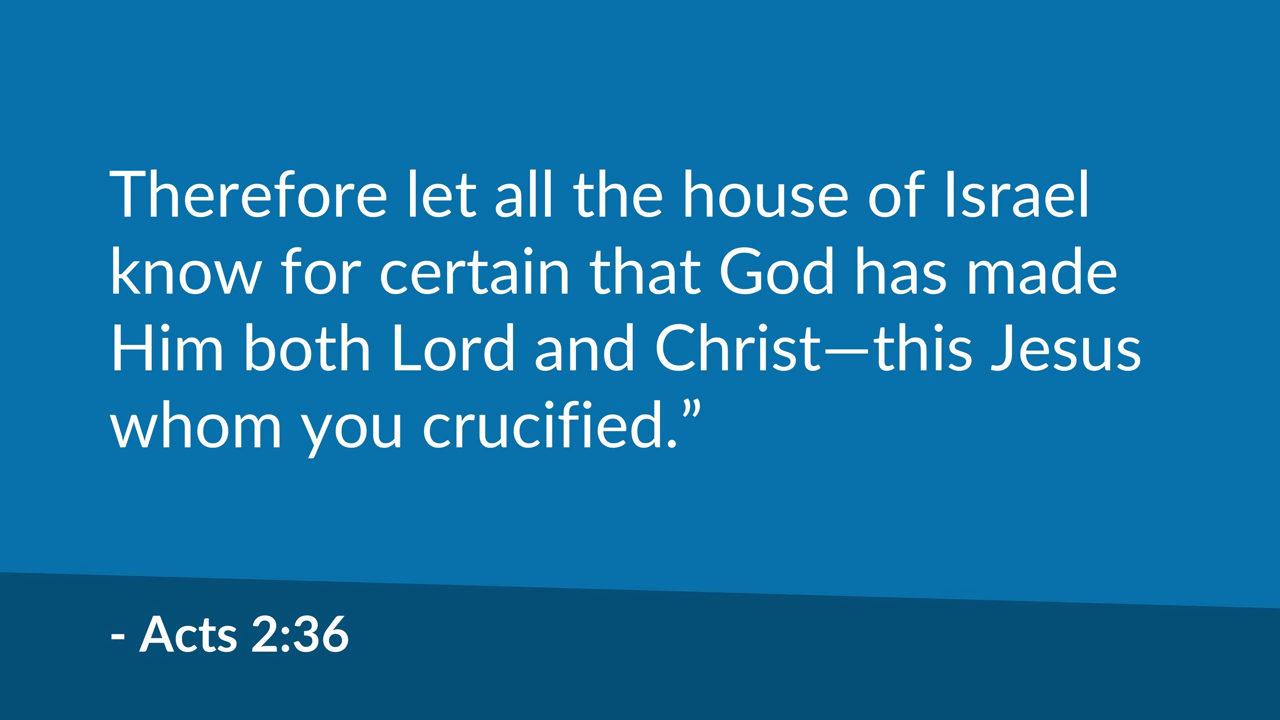 Therefore let all the house of Israel
know for certain that God has made
Him both Lord and Christ—this Jesus
whom you crucified.”
- Acts 2:36